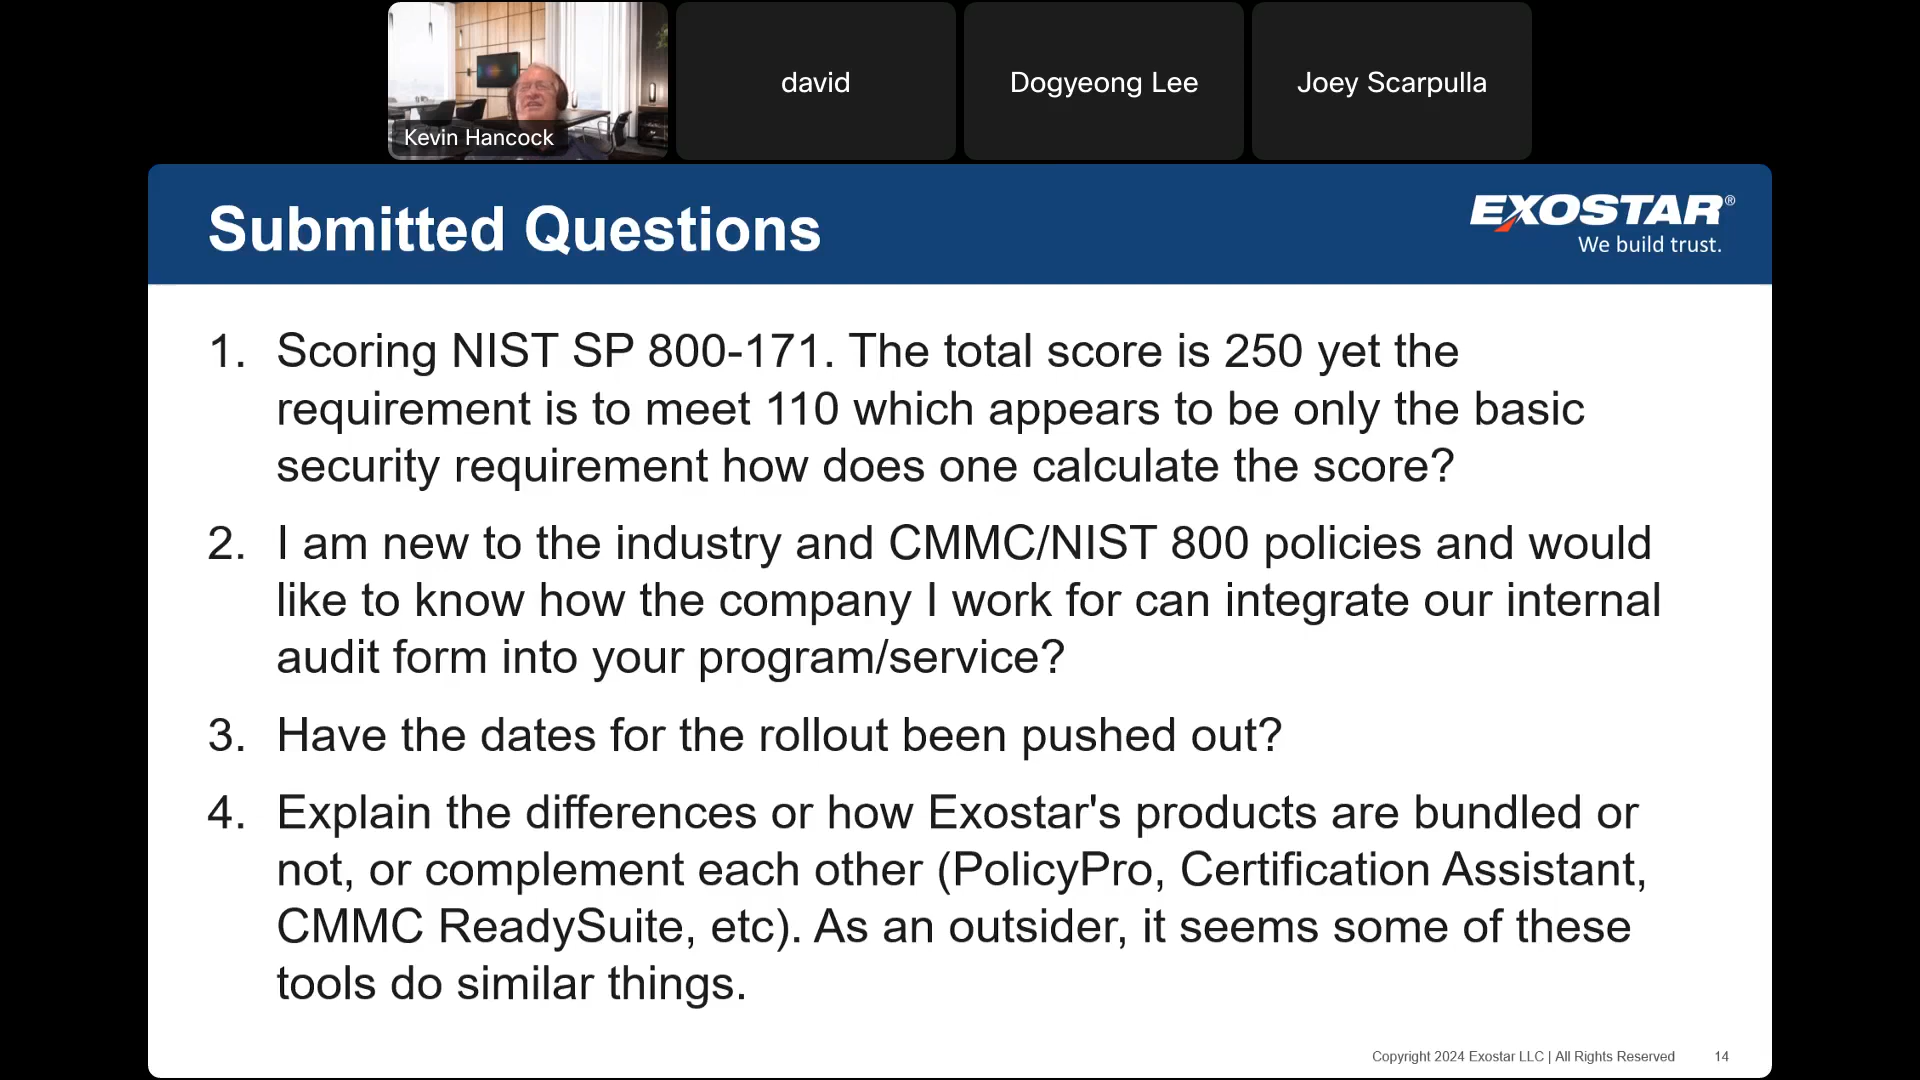 Kevin Hancock
david
Dogyeong Lee
Joey Scarpulla
Submitted Questions
EXOSTAR®
We build trust.
1. Scoring NIST SP 800-171. The total score is 250 yet the
requirement is to meet 110 which appears to be only the basic
security requirement how does one calculate the score?
2. I am new to the industry and CMMC/NIST 800 policies and would
like to know how the company I work for can integrate our internal
audit form into your program/service?
3. Have the dates for the rollout been pushed out?
4. Explain the differences or how Exostar's products are bundled or
not, or complement each other (PolicyPro, Certification Assistant,
CMMC ReadySuite, etc). As an outsider, it seems some of these
tools do similar things.
Copyright 2024 Exostar LLC | All Rights Reserved 14